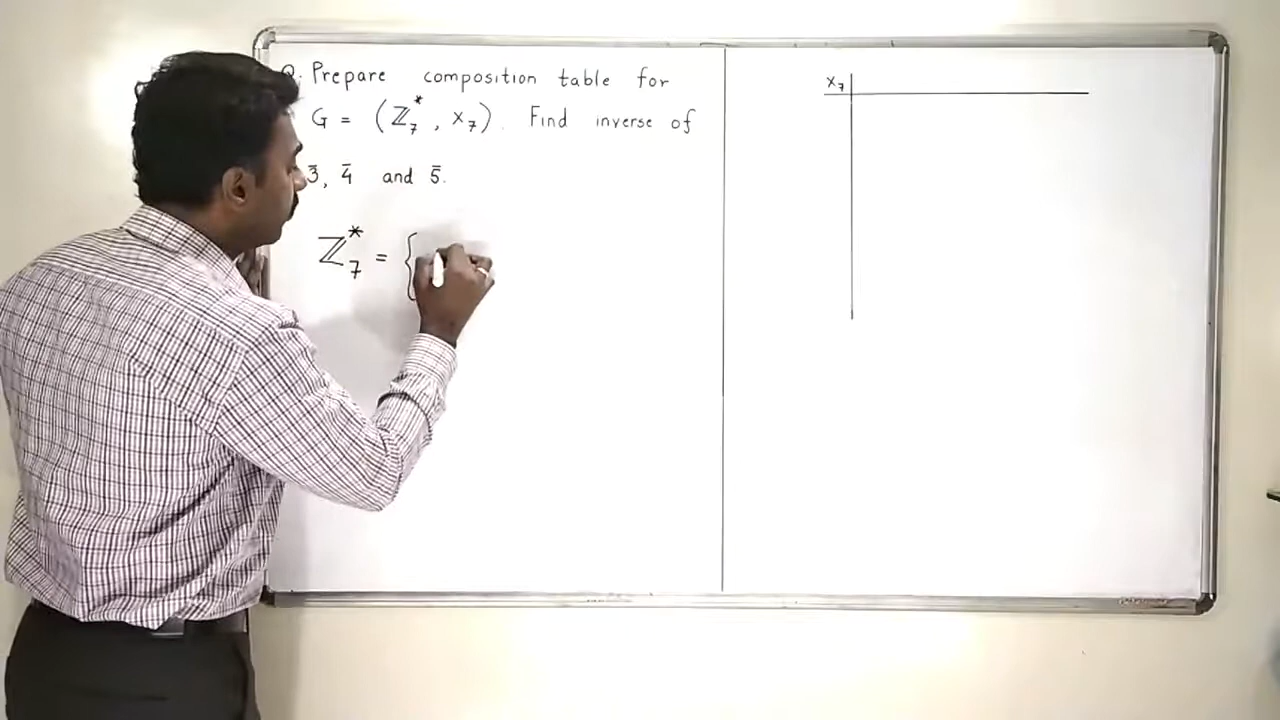 Q. Prepare composition table for
G = (ℤ₇*, ×₇). Find inverse of
3̄, 4̄ and 5̄.
ℤ₇* = {
×₇